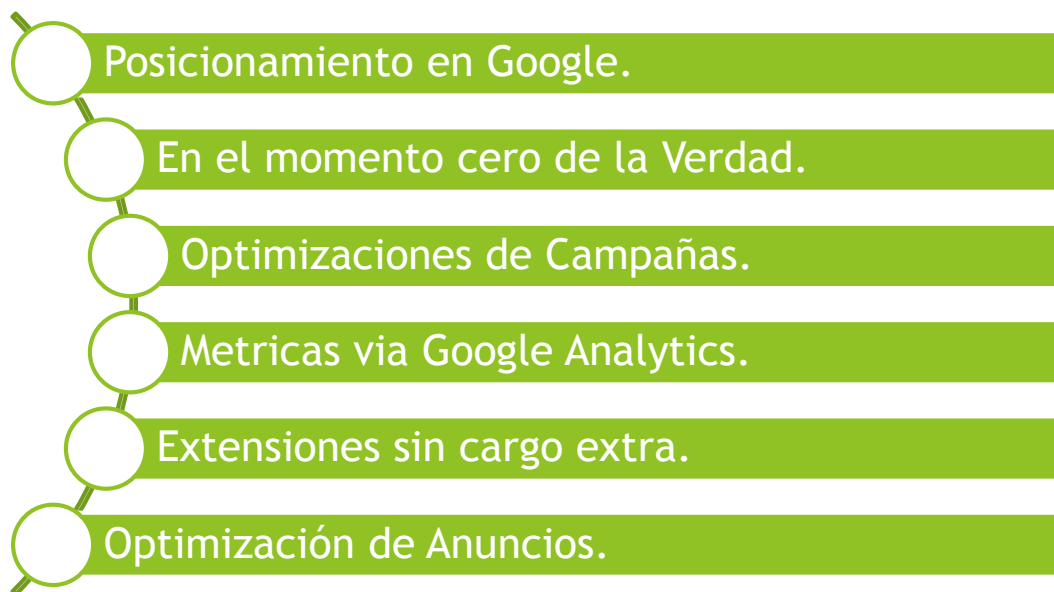 Posicionamiento en Google.
En el momento cero de la Verdad.
Optimizaciones de Campañas.
Metricas via Google Analytics.
Extensiones sin cargo extra.
Optimización de Anuncios.